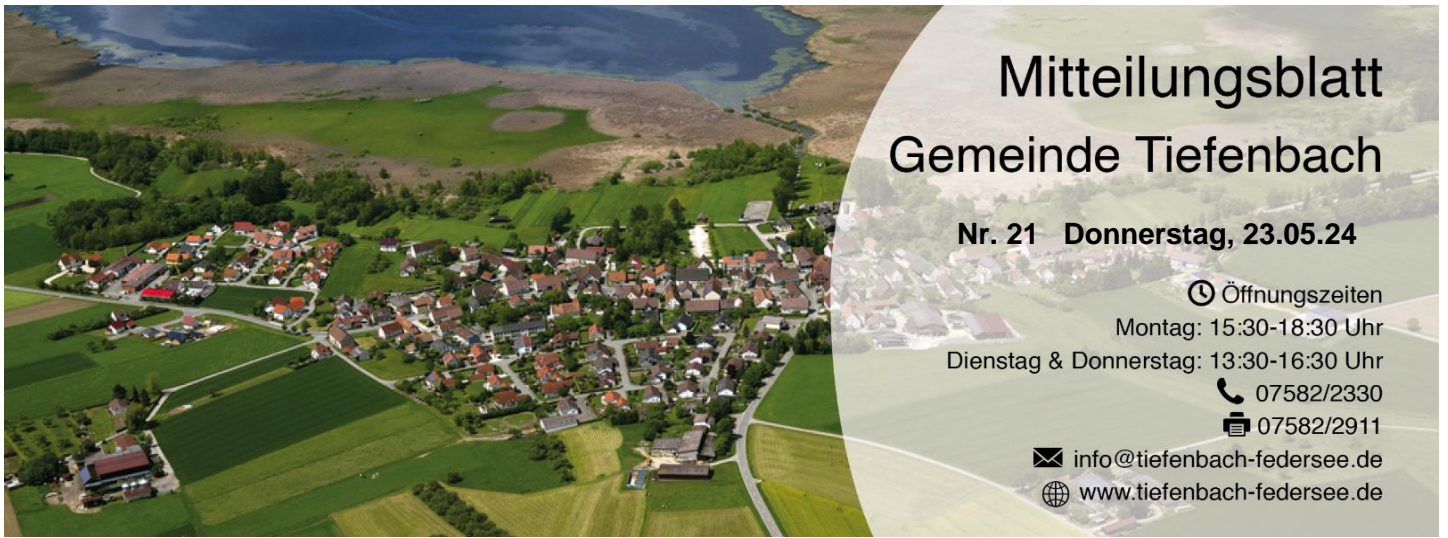 Mitteilungsblatt
Gemeinde Tiefenbach
Nr. 21 Donnerstag, 23.05.24
Öffnungszeiten
Montag: 15:30-18:30 Uhr
Dienstag & Donnerstag: 13:30-16:30 Uhr
07582/2330
07582/2911
info@tiefenbach-federsee.de
www.tiefenbach-federsee.de